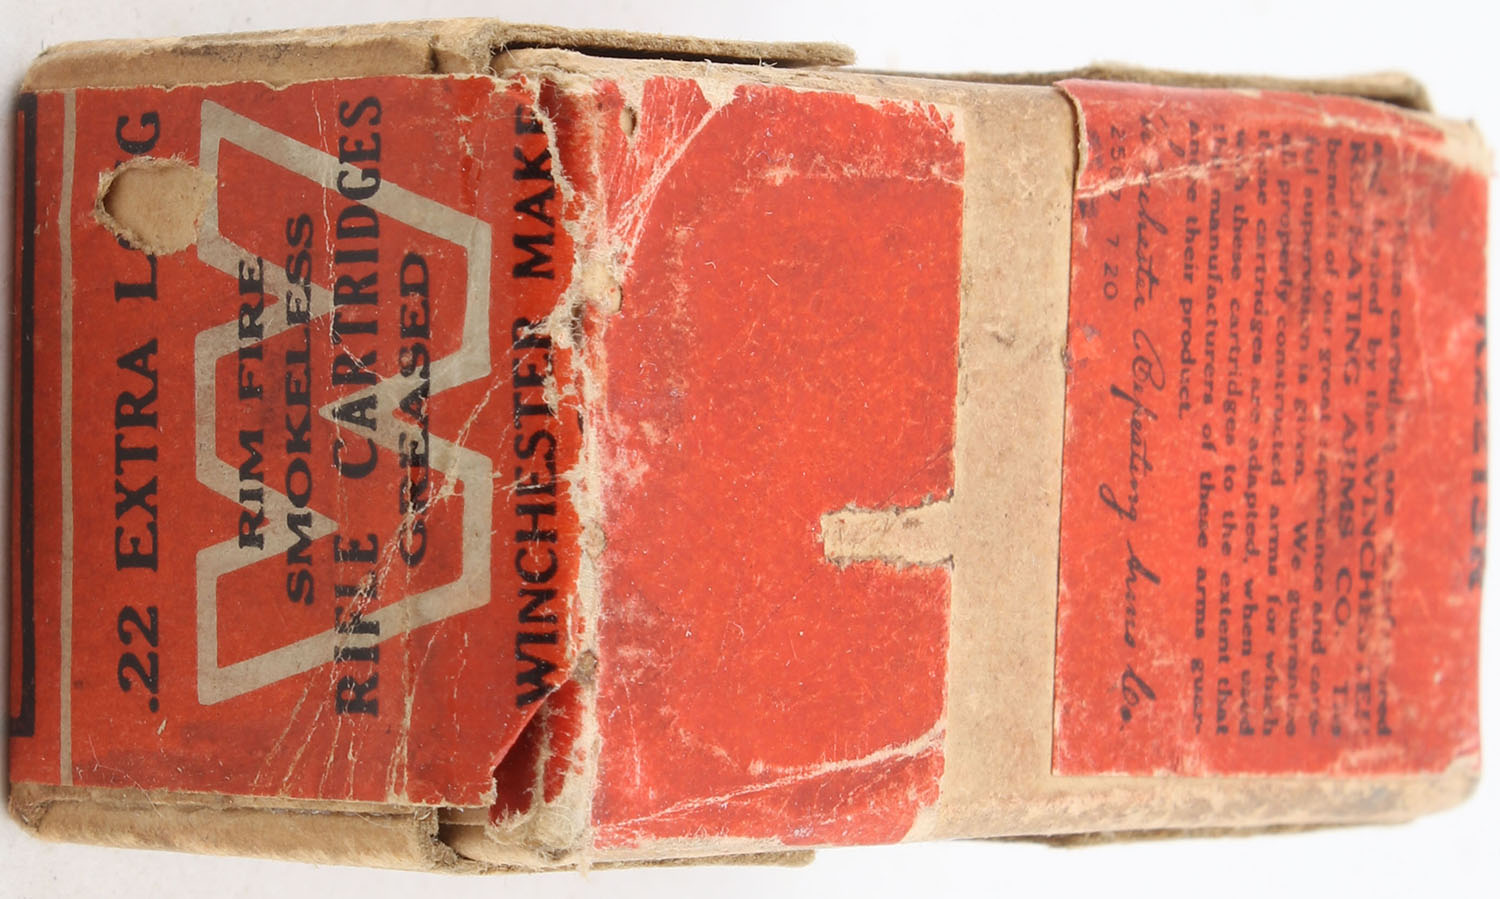 .22 EXTRA LONG
RIM FIRE
SMOKELESS
RIFLE CARTRIDGES
GREASED
WINCHESTER MAKE
cartridges are
and by the WINCHESTER
REPEATING ARMS CO. The
benefit of our great experience and care-
ful supervision is given. We guarantee
all properly constructed arms for which
these cartridges are adapted, when used
with these cartridges to the extent that
the manufacturers of these arms guar-
antee their product.
Winchester Repeating Arms Co.
7 20